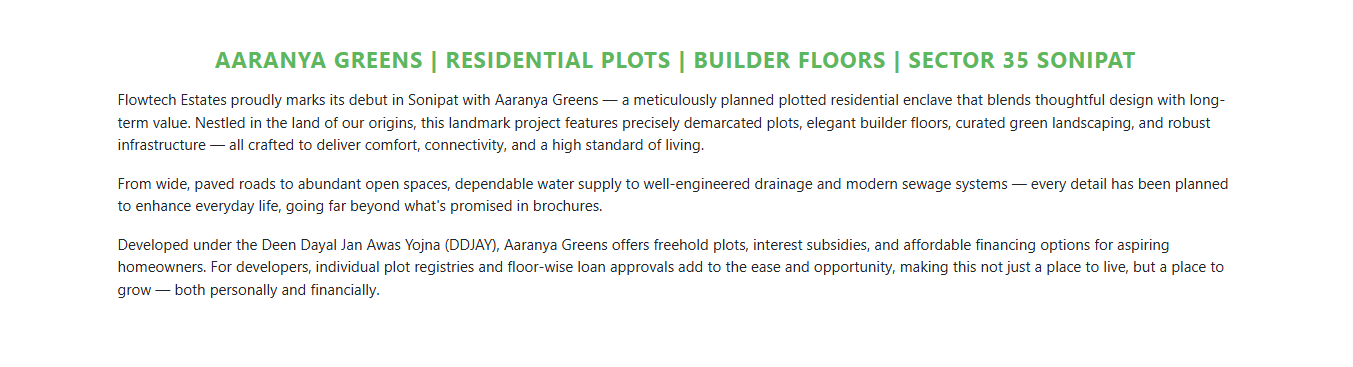 AARANYA GREENS | RESIDENTIAL PLOTS | BUILDER FLOORS | SECTOR 35 SONIPAT
Flowtech Estates proudly marks its debut in Sonipat with Aaranya Greens — a meticulously planned plotted residential enclave that blends thoughtful design with long-
term value. Nestled in the land of our origins, this landmark project features precisely demarcated plots, elegant builder floors, curated green landscaping, and robust
infrastructure — all crafted to deliver comfort, connectivity, and a high standard of living.
From wide, paved roads to abundant open spaces, dependable water supply to well-engineered drainage and modern sewage systems — every detail has been planned
to enhance everyday life, going far beyond what's promised in brochures.
Developed under the Deen Dayal Jan Awas Yojna (DDJAY), Aaranya Greens offers freehold plots, interest subsidies, and affordable financing options for aspiring
homeowners. For developers, individual plot registries and floor-wise loan approvals add to the ease and opportunity, making this not just a place to live, but a place to
grow — both personally and financially.